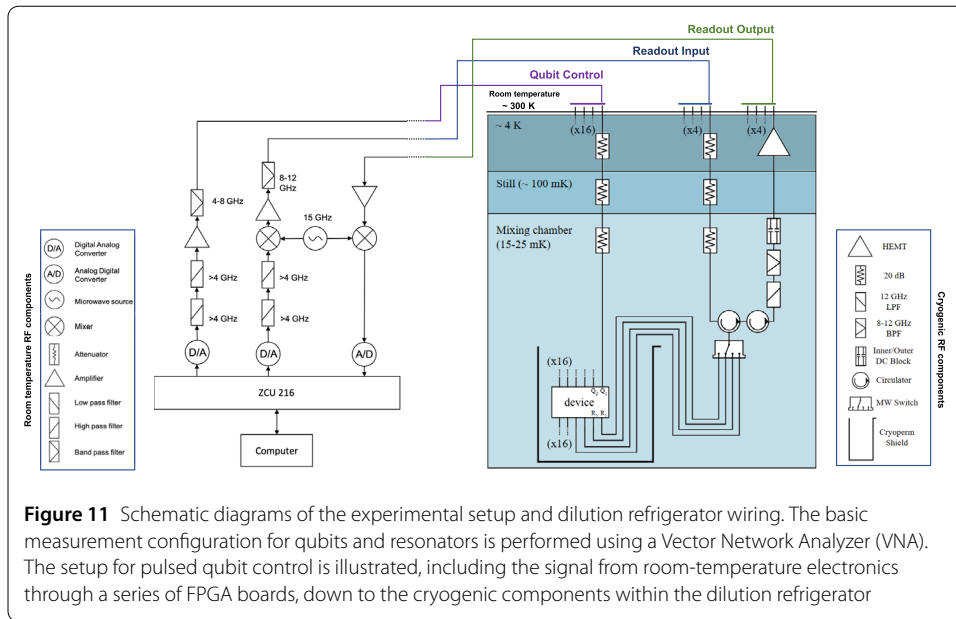 Readout Output
Readout Input
Qubit Control
Room temperature
~ 300 K
(x16)
(x4)
(x4)
~ 4 K
Still (~ 100 mK)
Mixing chamber
(15-25 mK)
8-12
GHz
4-8 GHz
15 GHz
>4 GHz
>4 GHz
>4 GHz
>4 GHz
D/A
D/A
A/D
ZCU 216
Computer
(x16)
Q₂ Q₁
device
R₂ R₁
(x16)
Room temperature RF components
D/A Digital Analog
Converter
A/D Analog Digital
Converter
Microwave source
Mixer
Attenuator
Amplifier
Low pass filter
High pass filter
Band pass filter
Cryogenic RF components
HEMT
20 dB
12 GHz
LPF
8-12 GHz
BPF
Inner/Outer
DC Block
Circulator
MW Switch
Cryoperm
Shield
Figure 11 Schematic diagrams of the experimental setup and dilution refrigerator wiring. The basic
measurement configuration for qubits and resonators is performed using a Vector Network Analyzer (VNA).
The setup for pulsed qubit control is illustrated, including the signal from room-temperature electronics
through a series of FPGA boards, down to the cryogenic components within the dilution refrigerator